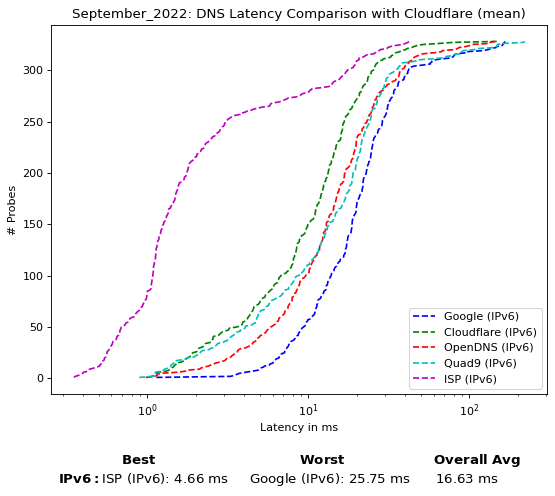 September_2022: DNS Latency Comparison with Cloudflare (mean)
# Probes
300
250
200
150
100
50
0
10⁰ 10¹ 10²
Latency in ms
Google (IPv6)
Cloudflare (IPv6)
OpenDNS (IPv6)
Quad9 (IPv6)
ISP (IPv6)
Best Worst Overall Avg
IPv6: ISP (IPv6): 4.66 ms Google (IPv6): 25.75 ms 16.63 ms